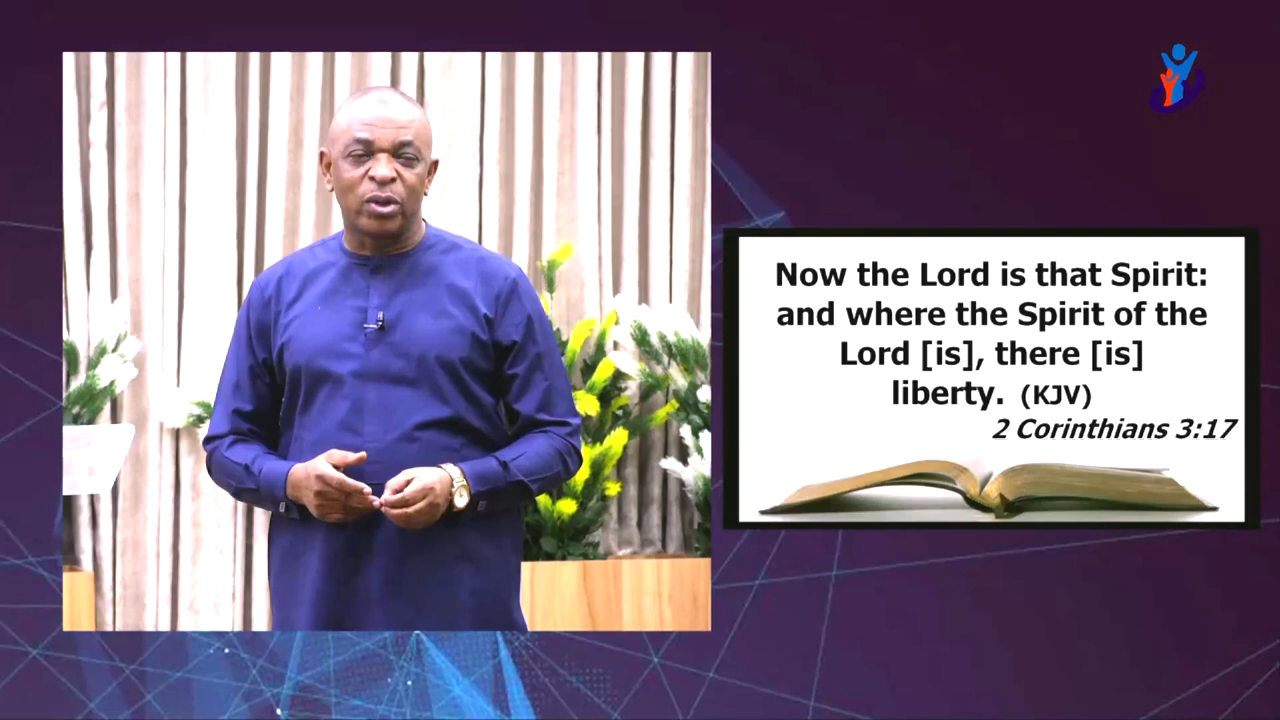 Now the Lord is that Spirit:
and where the Spirit of the
Lord [is], there [is]
liberty. (KJV)
2 Corinthians 3:17